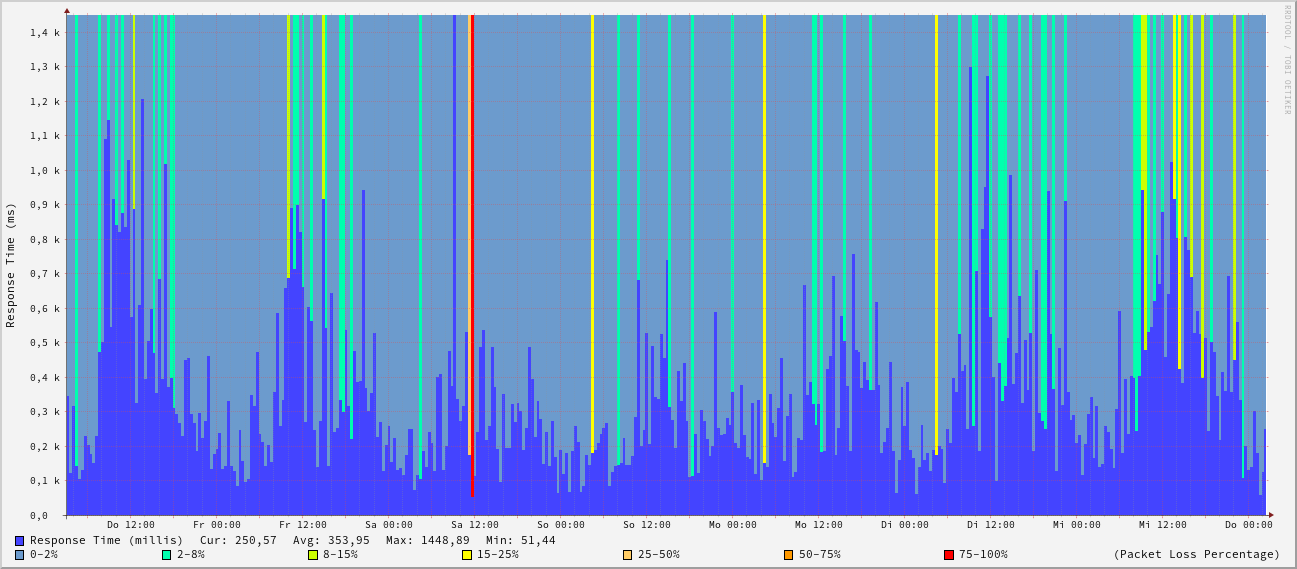 RRDTOOL / TOBI OETIKER
Response Time (ms)
1,4 k
1,3 k
1,2 k
1,1 k
1,0 k
0,9 k
0,8 k
0,7 k
0,6 k
0,5 k
0,4 k
0,3 k
0,2 k
0,1 k
0,0
Do 12:00 Fr 00:00 Fr 12:00 Sa 00:00 Sa 12:00 So 00:00 So 12:00 Mo 00:00 Mo 12:00 Di 00:00 Di 12:00 Mi 00:00 Mi 12:00 Do 00:00
Response Time (millis) Cur: 250,57 Avg: 353,95 Max: 1448,89 Min: 51,44
0-2% 2-8% 8-15% 15-25% 25-50% 50-75% 75-100% (Packet Loss Percentage)